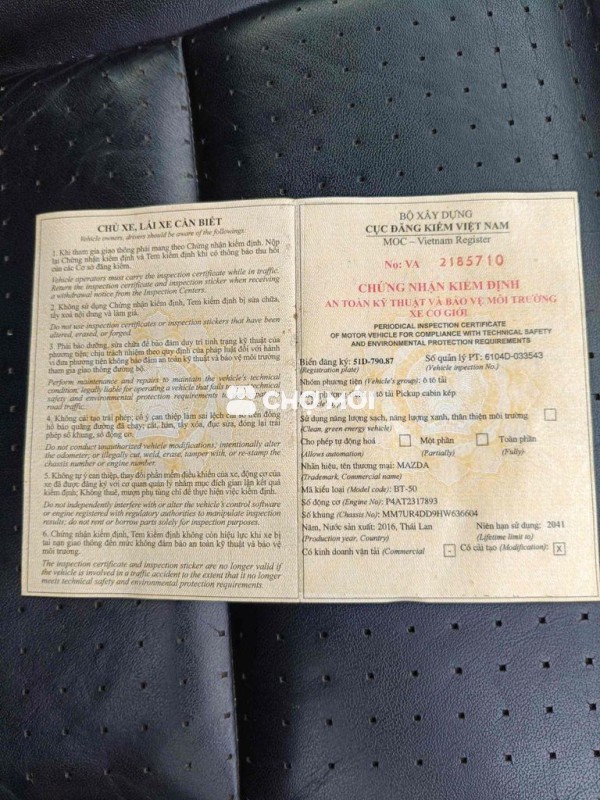 CHỦ XE, LÁI XE CẦN BIẾT
Vehicle owners, drivers should be aware of the followings
1. Khi tham gia giao thông phải mang theo Chứng nhận kiểm định. Nộp
lại Chứng nhận kiểm định và Tem kiểm định khi có thông báo thu hồi
của các Cơ sở đăng kiểm.
Vehicle operators must carry the inspection certificate while in traffic.
Return the inspection certificate and inspection sticker when receiving
a withdrawal notice from the Inspection Centers.
2. Không sử dụng Chứng nhận kiểm định, Tem kiểm định bị sửa chữa,
tẩy xoá nội dung và làm giả.
Do not use inspection certificates or inspection stickers that have been
altered, erased, or forged.
3. Phải bảo dưỡng, sửa chữa để bảo đảm duy trì tình trạng kỹ thuật của
phương tiện; chịu trách nhiệm theo quy định của pháp luật đối với hành
vi đưa phương tiện không bảo đảm an toàn kỹ thuật và bảo vệ môi trường
tham gia giao thông đường bộ.
Perform maintenance and repairs to maintain the vehicle's technical
condition; legally liable for operating a vehicle that fails to
safety and environmental protection requirements
road traffic.
4. Không cải tạo trái phép; cố ý can thiệp làm sai lệch chỉ số trên đồng
hồ báo quãng đường đã chạy; cắt, hàn, tẩy xóa, đục sửa, đóng lại trái
phép số khung, số động cơ.
Do not conduct unauthorized vehicle modifications; intentionally alter
the odometer; or illegally cut, weld, erase, tamper with, or re-stamp the
chassis number or engine number.
5. Không tự ý can thiệp, thay đổi phần mềm điều khiển của xe, động cơ của
xe đã được đăng ký với cơ quan quản lý nhằm mục đích gian lận kết quả
kiểm định; Không thuê, mượn phụ tùng chỉ để thực hiện việc kiểm định.
Do not independently interfere with or alter the vehicle control software
or engine registered with regulatory authorities to manipulate inspection
results; do not rent or borrow parts solely for inspection purposes.
6. Chứng nhận kiểm định, Tem kiểm định không còn hiệu lực khi xe bị
tai nạn giao thông đến mức không đảm bảo an toàn kỹ thuật và bảo vệ
môi trường.
The inspection certificate and inspection sticker are no longer valid if
the vehicle is involved in a traffic accident to the extent that it no longer
meets technical safety and environmental protection requirements.
BỘ XÂY DỰNG
CỤC ĐĂNG KIỂM VIỆT NAM
MOC – Vietnam Register
No: VA 2185710
CHỨNG NHẬN KIỂM ĐỊNH
AN TOÀN KỸ THUẬT VÀ BẢO VỆ MÔI TRƯỜNG
XE CƠ GIỚI
PERIODICAL INSPECTION CERTIFICATE
OF MOTOR VEHICLE FOR COMPLIANCE WITH TECHNICAL SAFETY
AND ENVIRONMENTAL PROTECTION REQUIREMENTS
Biển đăng ký: 51D-790.87 Số quản lý PT: 6104D-033543
(Registration plate) (Vehicle inspection No.)
Nhóm phương tiện (Vehicle's group): ô tô tải
ô tô tải Pickup cabin kép
CHỢ MỚI
Sử dụng năng lượng sạch, năng lượng xanh, thân thiện môi trường
(Clean, green energy vehicle)
Cho phép tự động hoá Một phần Toàn phần
(Allows automation) (Partially) (Fully)
Nhãn hiệu, tên thương mại: MAZDA
(Trademark, Commercial name)
Mã kiểu loại (Model code): BT-50
Số động cơ (Engine No): P4AT2317893
Số khung (Chassis No): MM7UR4DD9HW636604
Năm, Nước sản xuất: 2016, Thái Lan Niên hạn sử dụng: 2041
(Production year, Country) (Lifetime limit to)
Có kinh doanh vận tải (Commercial - Có cải tạo (Modification): X